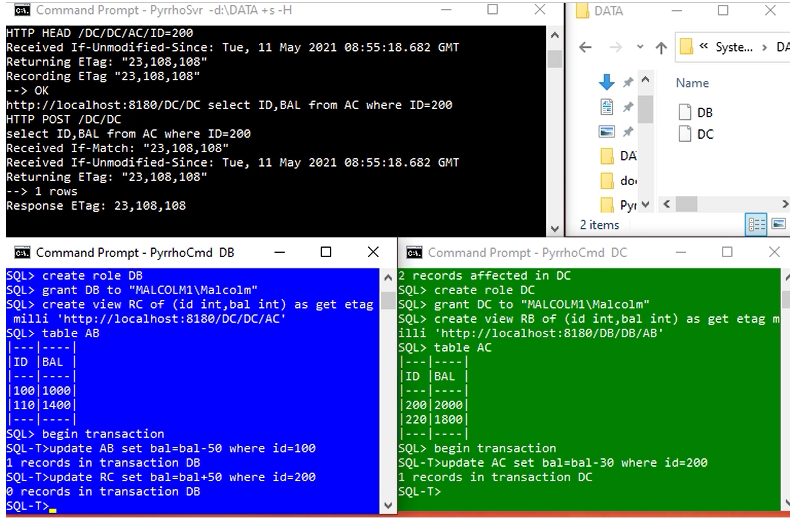 Command Prompt - PyrrhoSvr -d:\DATA +s -H
HTTP HEAD /DC/DC/AC/ID=200
Received If-Unmodified-Since: Tue, 11 May 2021 08:55:18.682 GMT
Returning ETag: "23,108,108"
Recording ETag "23,108,108"
--> OK
http://localhost:8180/DC/DC select ID,BAL from AC where ID=200
HTTP POST /DC/DC
select ID,BAL from AC where ID=200
Received If-Match: "23,108,108"
Received If-Unmodified-Since: Tue, 11 May 2021 08:55:18.682 GMT
Returning ETag: "23,108,108"
--> 1 rows
Response ETag: 23,108,108
DATA
« Syste... > DA
Name
DB
DC
DA
do
Pyr
2 items
Command Prompt - PyrrhoCmd DB
SQL> create role DB
SQL> grant DB to "MALCOLM1\Malcolm"
SQL> create view RC of (id int,bal int) as get etag
milli 'http://localhost:8180/DC/DC/AC'
SQL> table AB
|---|----|
|ID |BAL |
|---|----|
|100|1000|
|110|1400|
|---|----|
SQL> begin transaction
SQL-T>update AB set bal=bal-50 where id=100
1 records in transaction DB
SQL-T>update RC set bal=bal+50 where id=200
0 records in transaction DB
SQL-T>
Command Prompt - PyrrhoCmd DC
2 records affected in DC
SQL> create role DC
SQL> grant DC to "MALCOLM1\Malcolm"
SQL> create view RB of (id int,bal int) as get etag m
illi 'http://localhost:8180/DB/DB/AB'
SQL> table AC
|---|----|
|ID |BAL |
|---|----|
|200|2000|
|220|1800|
|---|----|
SQL> begin transaction
SQL-T>update AC set bal=bal-30 where id=200
1 records in transaction DC
SQL-T>